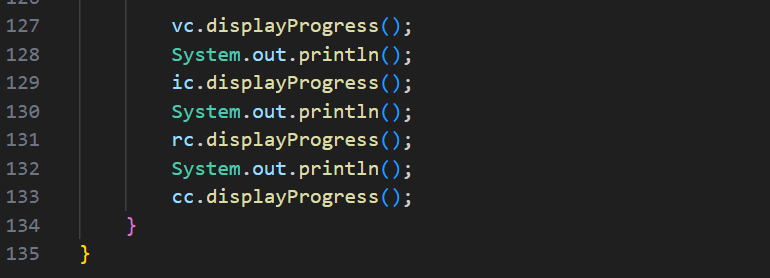 127 vc.displayProgress();
128 System.out.println();
129 ic.displayProgress();
130 System.out.println();
131 rc.displayProgress();
132 System.out.println();
133 cc.displayProgress();
134 }
135 }